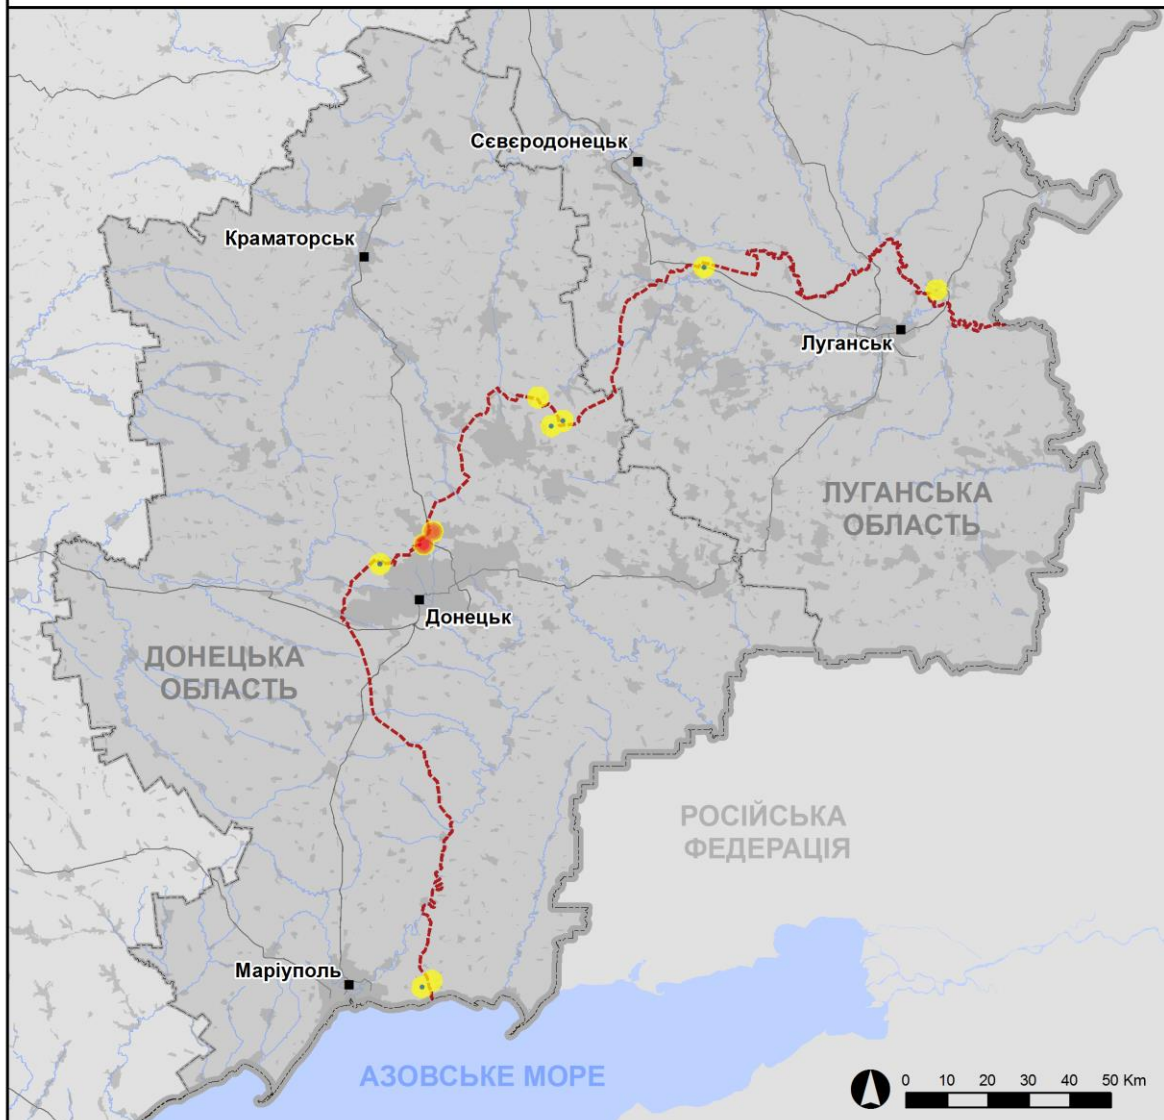 Сєвєродонецьк
Краматорськ
Луганськ
ЛУГАНСЬКА
ОБЛАСТЬ
Донецьк
ДОНЕЦЬКА
ОБЛАСТЬ
РОСІЙСЬКА
ФЕДЕРАЦІЯ
Маріуполь
АЗОВСЬКЕ МОРЕ
0 10 20 30 40 50 Km